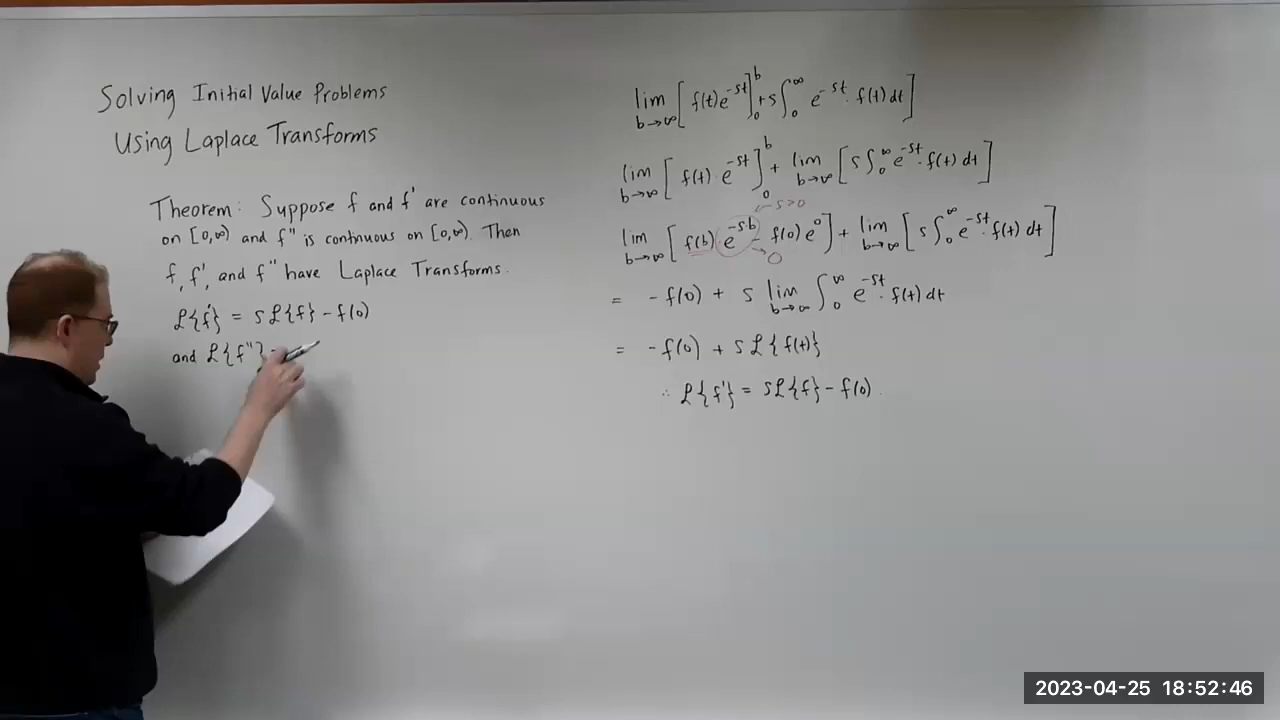 Solving Initial Value Problems
Using Laplace Transforms
Theorem: Suppose f and f' are continuous
on [0,∞) and f" is continuous on [0,∞). Then
f, f', and f" have Laplace Transforms.
ℒ{f'} = sℒ{f} - f(0)
and ℒ{f"} =
lim b→∞ [f(t)e^-st]_0^b + s∫_0^∞ e^-st · f(t) dt]
lim b→∞ [f(t) e^-st]_0^b + lim b→∞ [s∫_0^∞ e^-st · f(t) dt]
← s>0
lim b→∞ [f(b) e^-sb - f(0) e^0] + lim b→∞ [s∫_0^∞ e^-st · f(t) dt]
→ 0
= -f(0) + s lim b→∞ ∫_0^∞ e^-st · f(t) dt
= -f(0) + sℒ{f(t)}
∴ ℒ{f'} = sℒ{f} - f(0).
2023-04-25 18:52:46